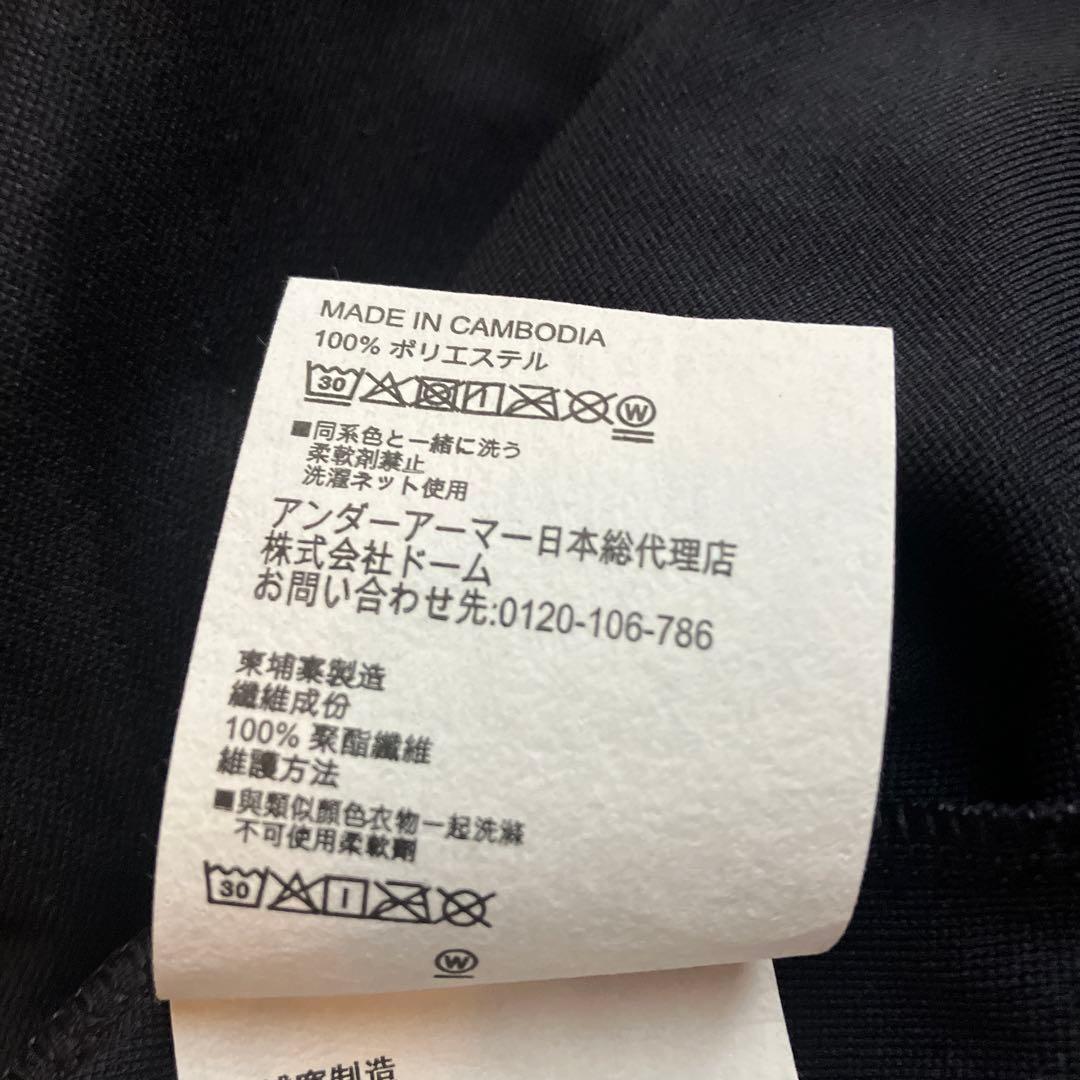 MADE IN CAMBODIA
100% ポリエステル
30
W
■同系色と一緒に洗う
柔軟剤禁止
洗濯ネット使用
アンダーアーマー日本総代理店
株式会社ドーム
お問い合わせ先:0120-106-786
柬埔寨製造
纖維成份
100% 聚酯纖維
維護方法
■與類似顏色衣物一起洗滌
不可使用柔軟劑
30
W
寨製造